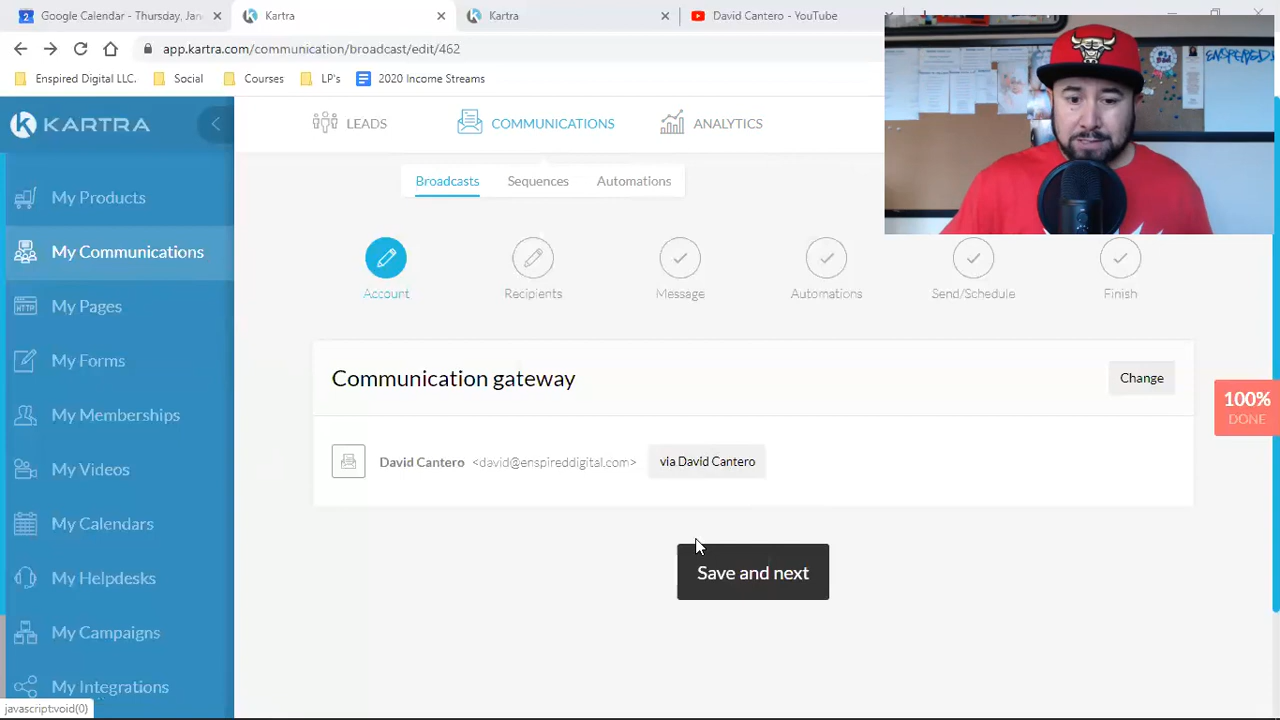 Google Calendar - Thursday, Jan
Kartra
Kartra
David Cantero - YouTube
app.kartra.com/communication/broadcast/edit/462
Enspired Digital LLC.
Social
LP's
2020 Income Streams
KARTRA
LEADS
COMMUNICATIONS
ANALYTICS
Broadcasts
Sequences
Automations
My Products
My Communication
My Pages
My Forms
My Memberships
My Videos
My Calendars
My Helpdesks
My Campaigns
My Integrations
Account
Recipients
Message
Automations
Send/Schedule
Finish
Communication gateway
Change
David Cantero <david@enspireddigital.com>
via David Cantero
Save and next
100%
DONE
javascript:void(0)